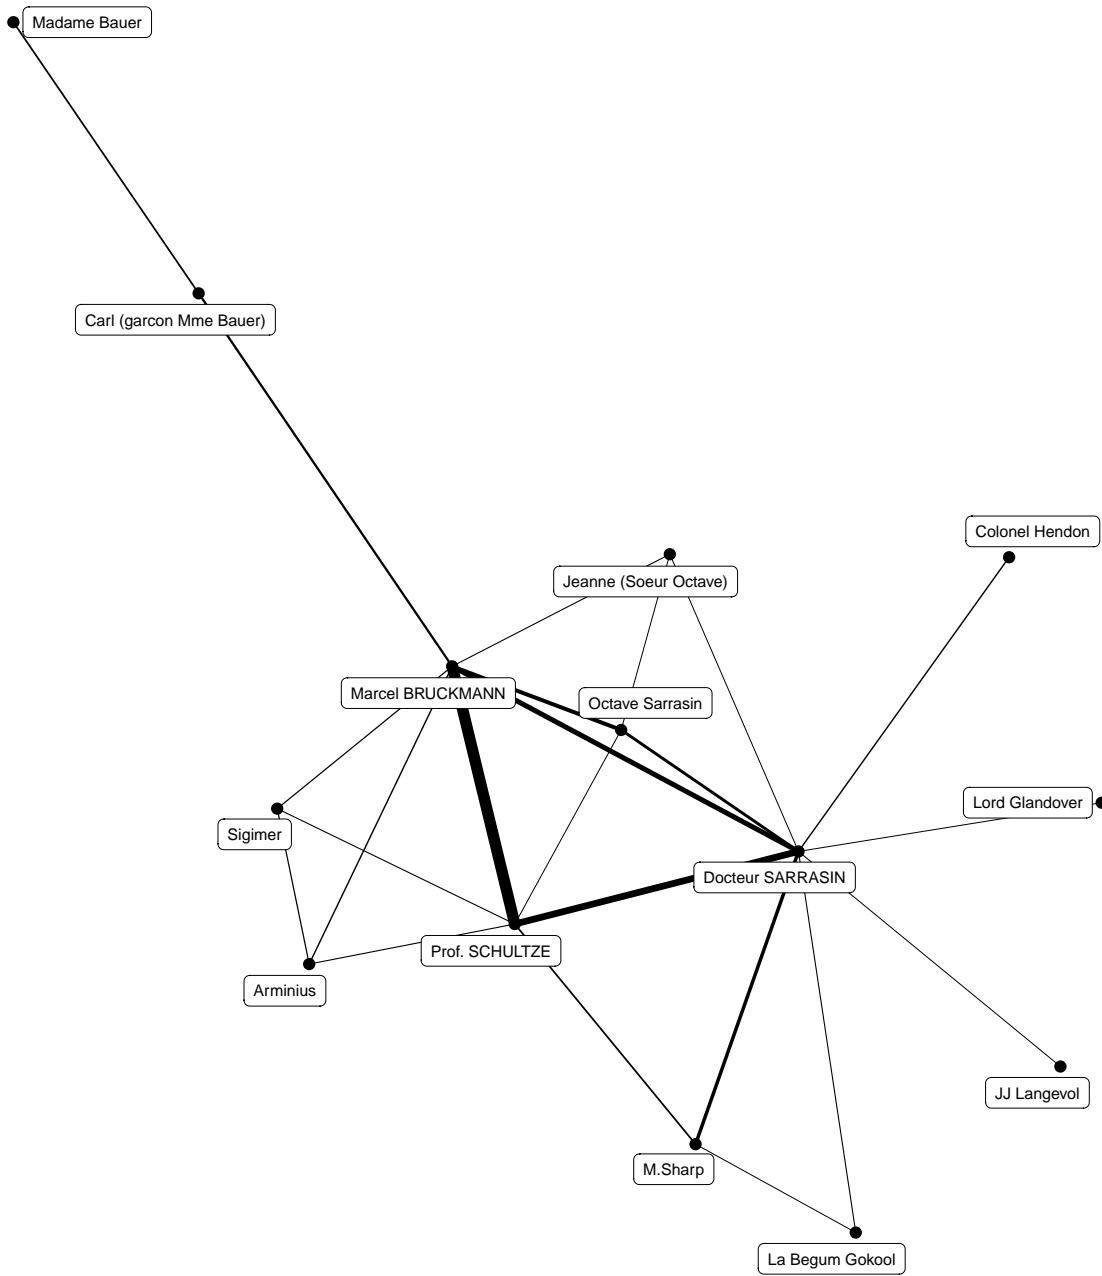 Madame Bauer
Carl (garcon Mme Bauer)
Colonel Hendon
Jeanne (Soeur Octave)
Marcel BRUCKMANN
Octave Sarrasin
Lord Glandover
Sigimer
Docteur SARRASIN
Prof. SCHULTZE
Arminius
JJ Langevol
M.Sharp
La Begum Gokool